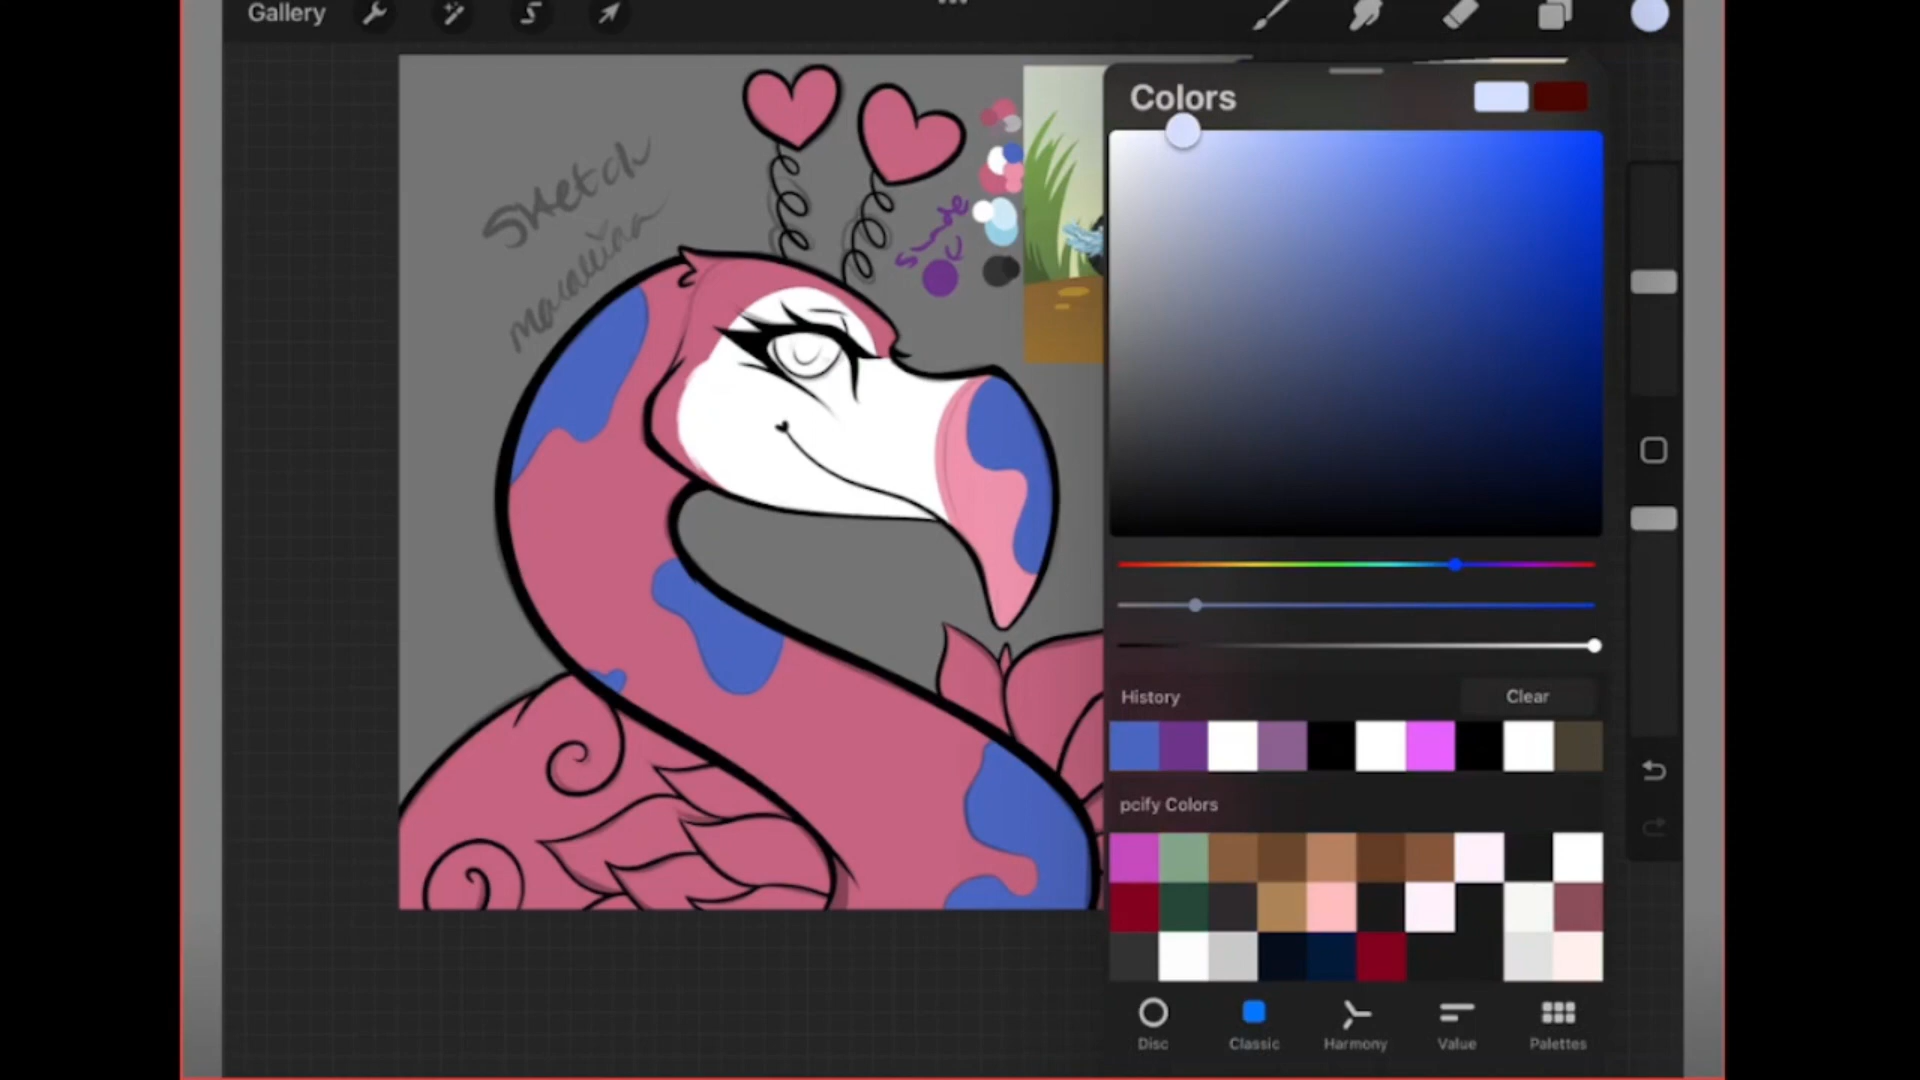 Gallery
Colors
Sketch
History
Clear
pcify Colors
Disc
Classic
Harmony
Value
Palettes